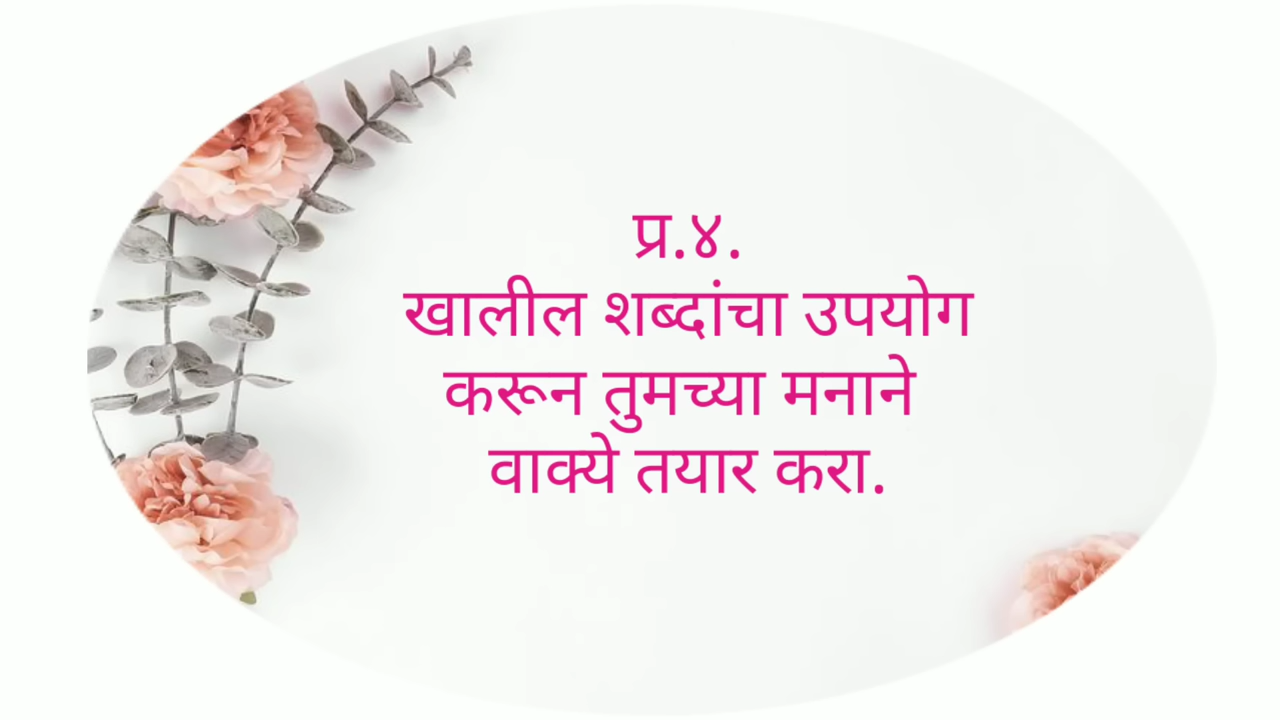 प्र.४.
खालील शब्दांचा उपयोग
करून तुमच्या मनाने
वाक्ये तयार करा.